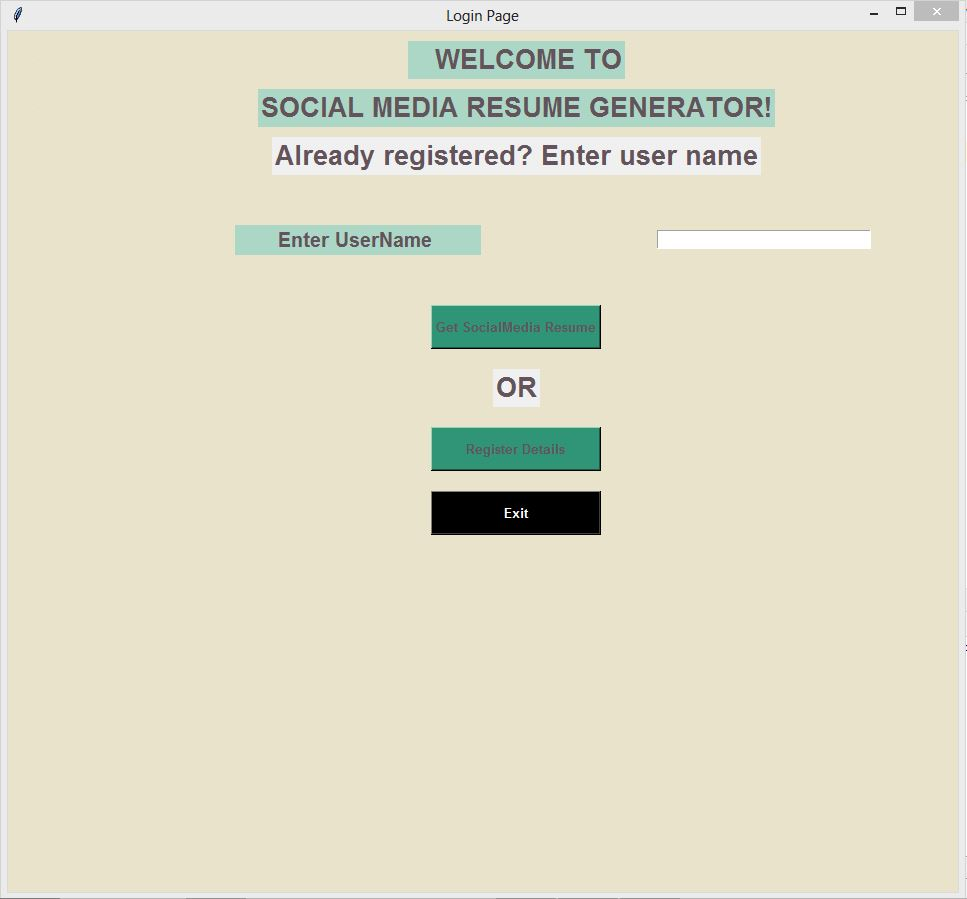 Login Page
WELCOME TO
SOCIAL MEDIA RESUME GENERATOR!
Already registered? Enter user name
Enter UserName
Get SocialMedia Resume
OR
Register Details
Exit